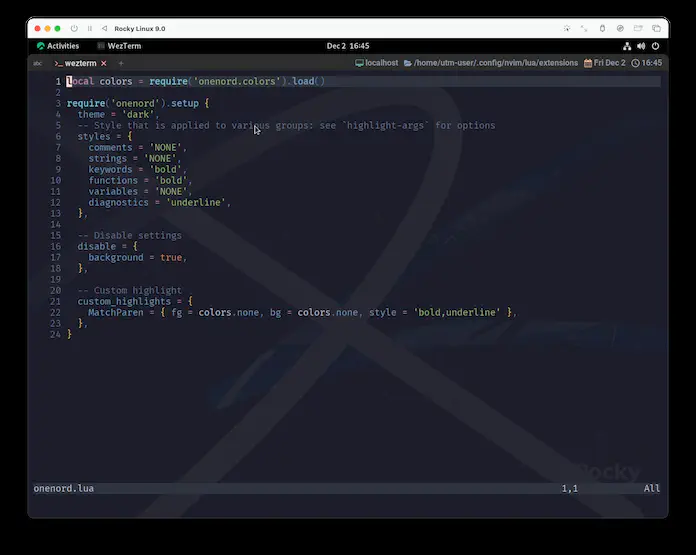 Rocky Linux 9.0
Activities WezTerm Dec 2 16:45
abc >_ wezterm × + localhost /home/utm-user/.config/nvim/lua/extensions Fri Dec 2 16:45
1 local colors = require('onenord.colors').load()
2
3 require('onenord').setup {
4 theme = 'dark',
5 -- Style that is applied to various groups: see `highlight-args` for options
6 styles = {
7 comments = 'NONE',
8 strings = 'NONE',
9 keywords = 'bold',
10 functions = 'bold',
11 variables = 'NONE',
12 diagnostics = 'underline',
13 },
14
15 -- Disable settings
16 disable = {
17 background = true,
18 },
19
20 -- Custom highlight
21 custom_highlights = {
22 MatchParen = { fg = colors.none, bg = colors.none, style = 'bold,underline' },
23 },
24 }
Rocky
onenord.lua 1,1 All